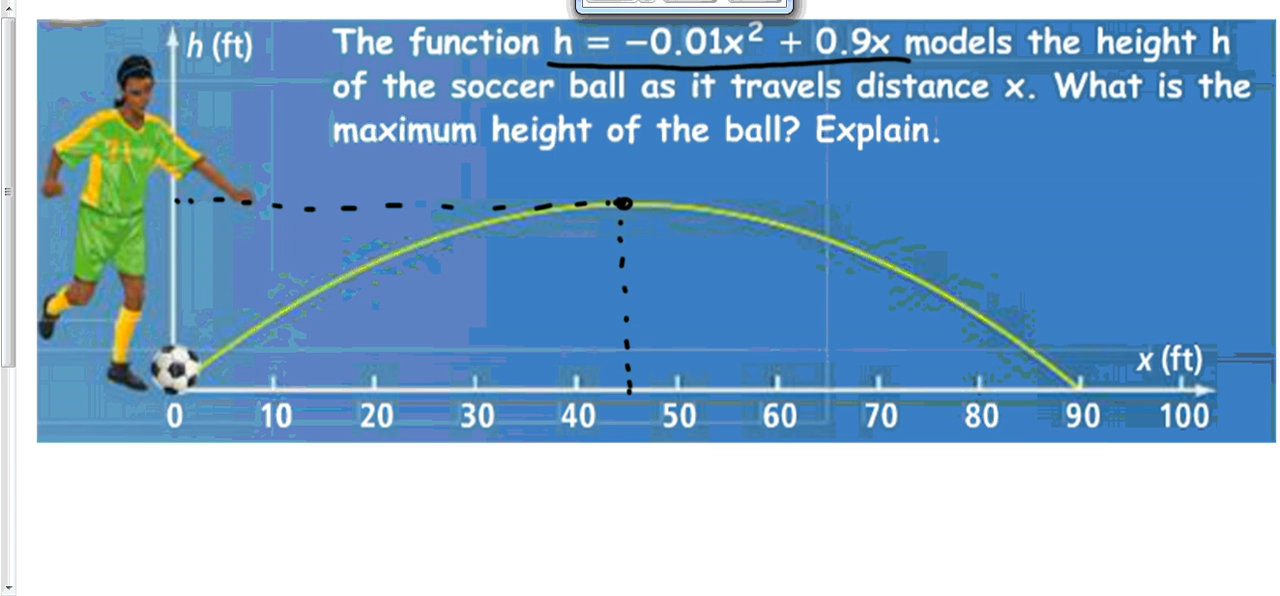 h (ft)
The function h = −0.01x² + 0.9x models the height h
of the soccer ball as it travels distance x. What is the
maximum height of the ball? Explain.
x (ft)
0 10 20 30 40 50 60 70 80 90 100